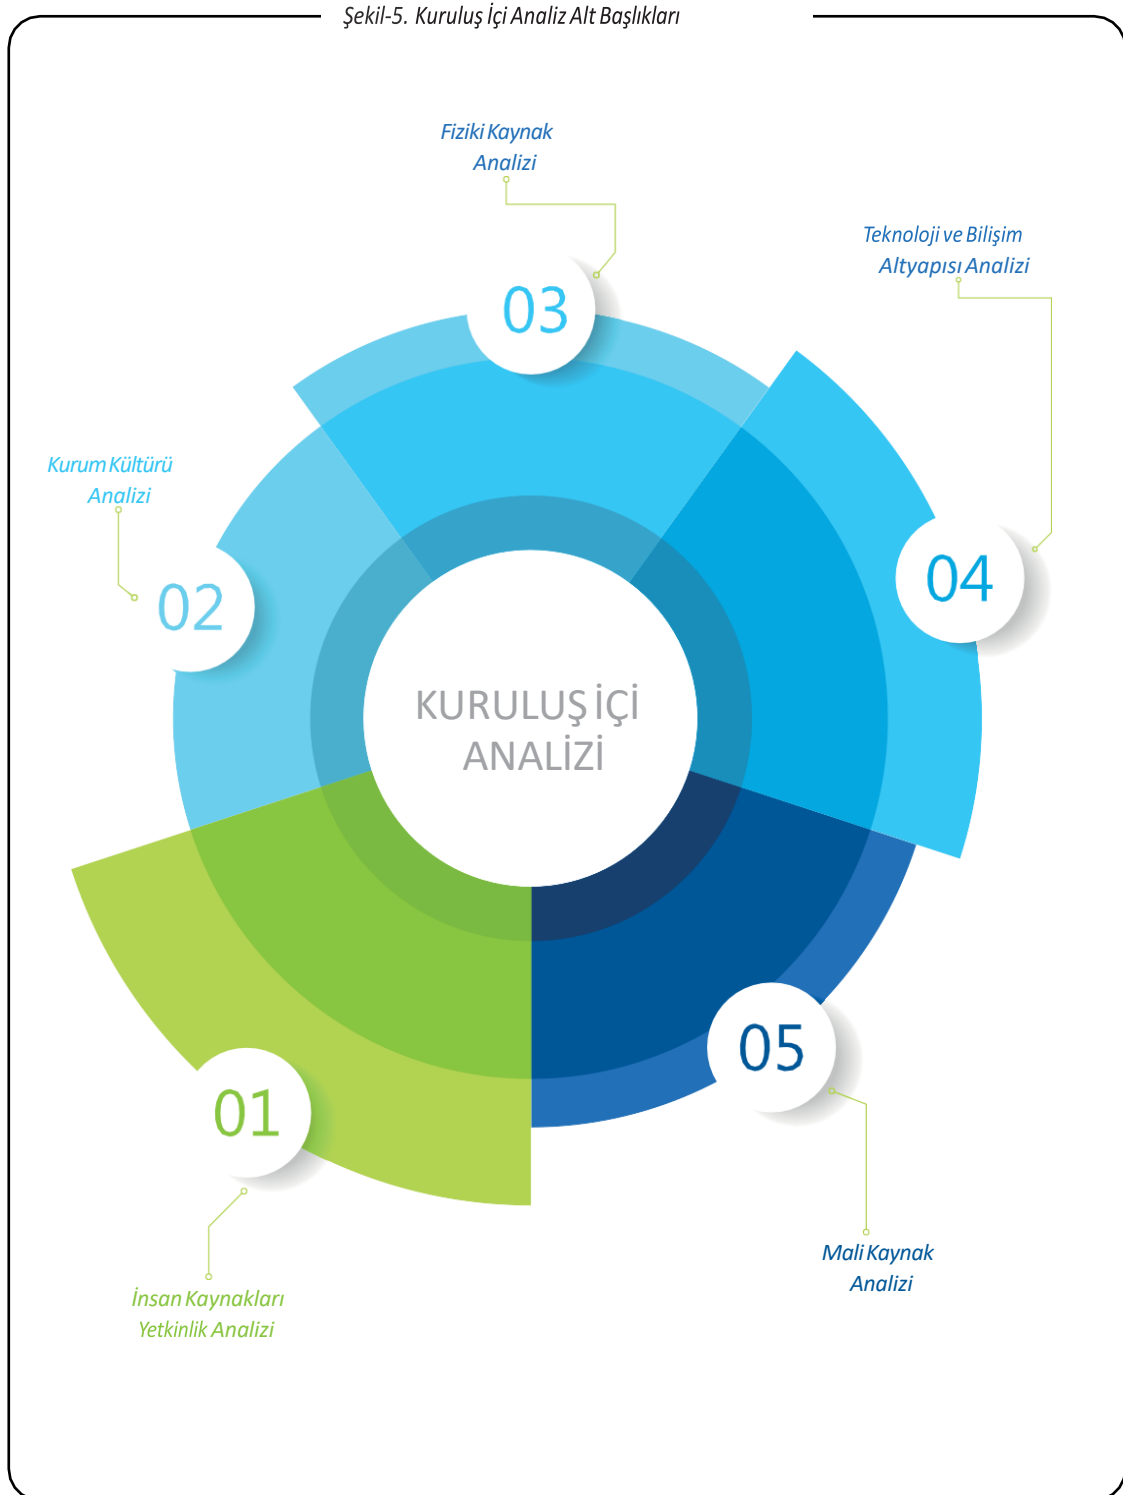 Şekil-5. Kuruluş İçi Analiz Alt Başlıkları
Fiziki Kaynak
Analizi
Teknoloji ve Bilişim
Altyapısı Analizi
03
Kurum Kültürü
Analizi
04
02
KURULUŞ İÇİ
ANALİZİ
05
01
Mali Kaynak
Analizi
İnsan Kaynakları
Yetkinlik Analizi